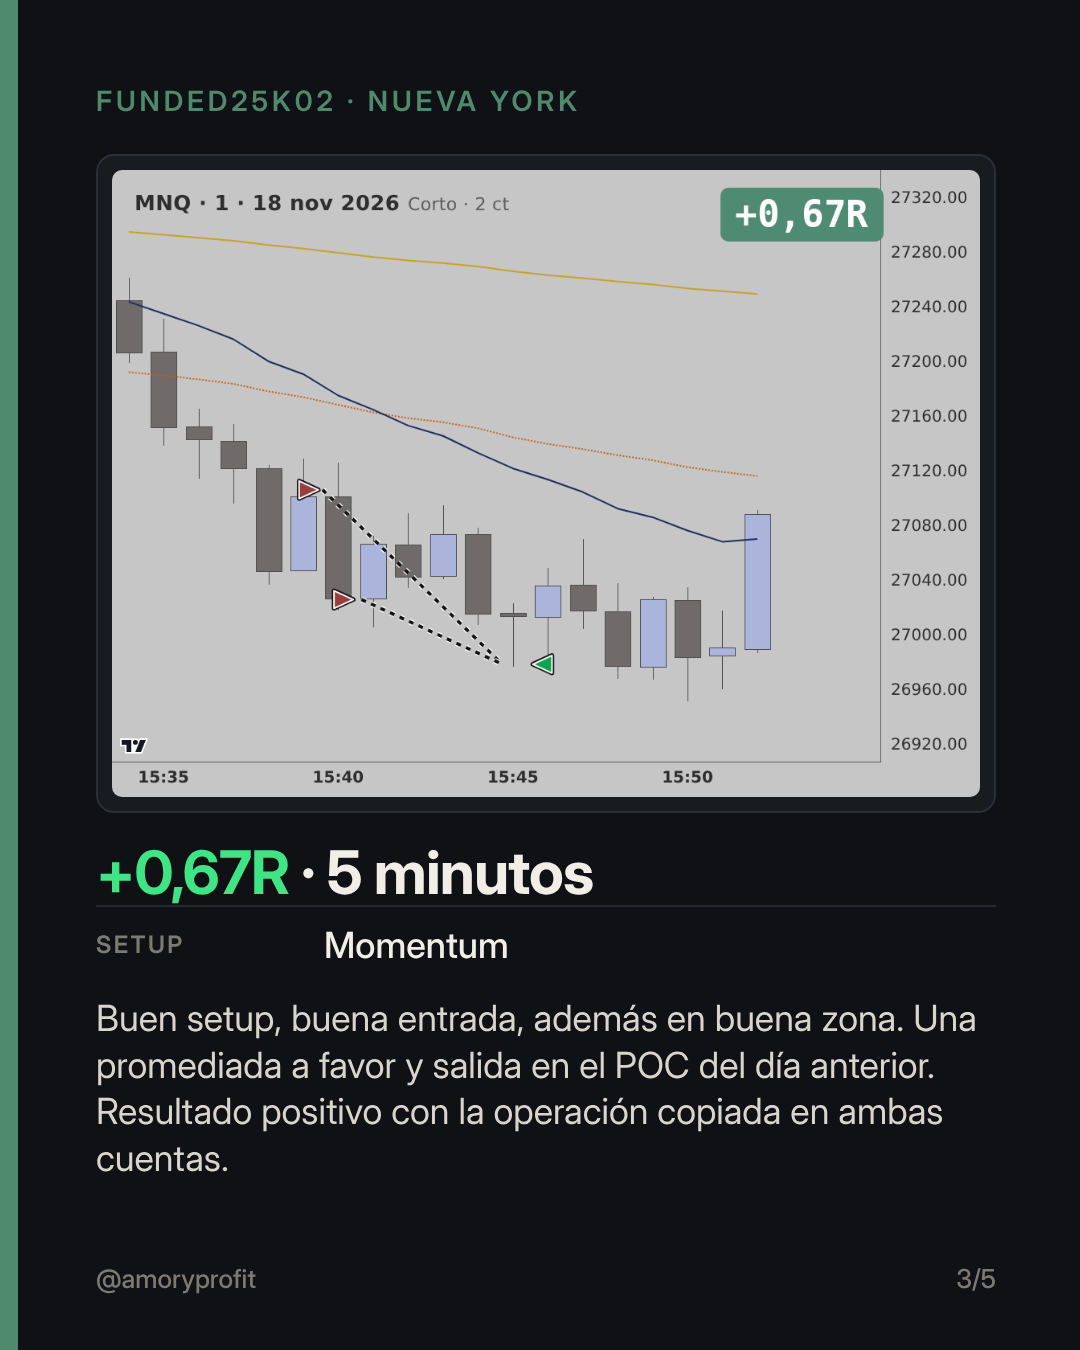 FUNDED25K02 · NUEVA YORK
MNQ · 1 · 18 nov 2026 Corto · 2 ct
+0,67R
27320.00
27280.00
27240.00
27200.00
27160.00
27120.00
27080.00
27040.00
27000.00
26960.00
26920.00
15:35
15:40
15:45
15:50
+0,67R · 5 minutos
SETUP
Momentum
Buen setup, buena entrada, además en buena zona. Una
promediada a favor y salida en el POC del día anterior.
Resultado positivo con la operación copiada en ambas
cuentas.
@amoryprofit
3/5